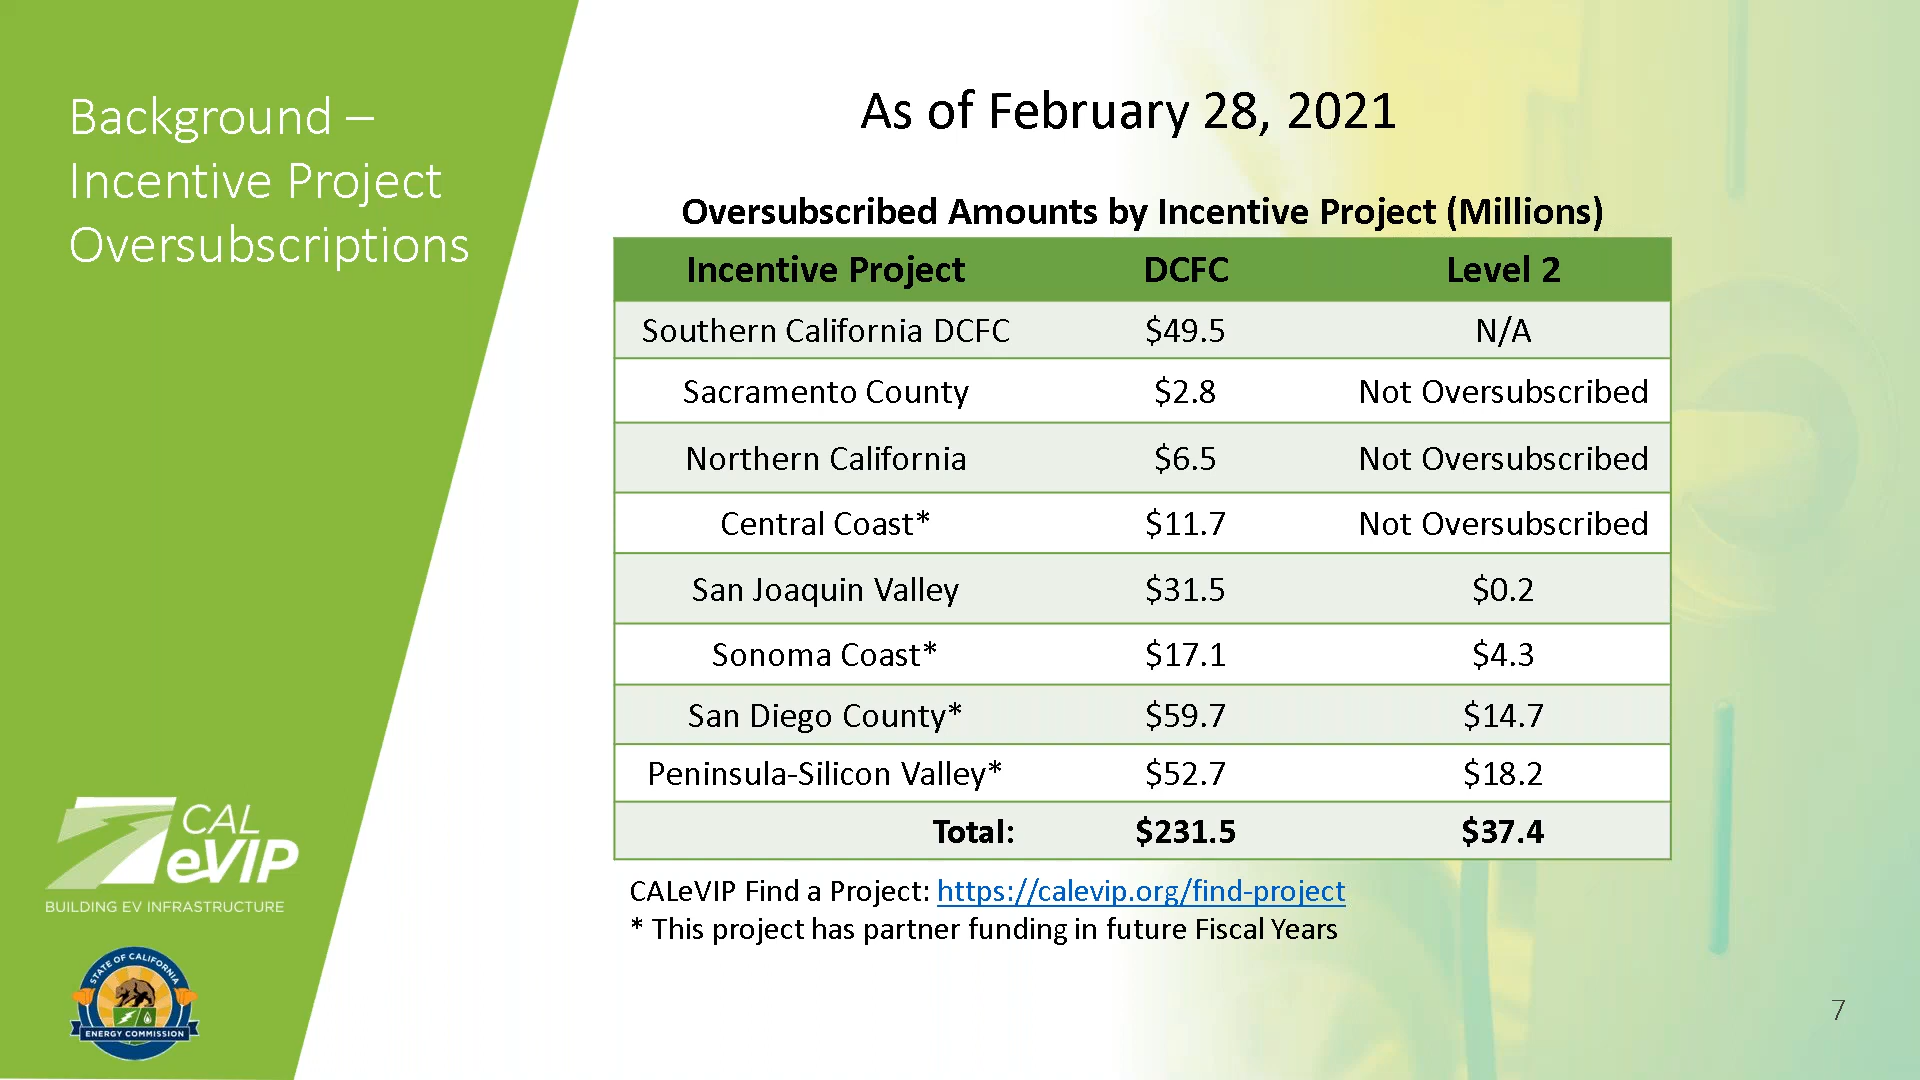 Background –
Incentive Project
Oversubscriptions
As of February 28, 2021
Oversubscribed Amounts by Incentive Project (Millions)
Incentive Project DCFC Level 2
Southern California DCFC $49.5 N/A
Sacramento County $2.8 Not Oversubscribed
Northern California $6.5 Not Oversubscribed
Central Coast* $11.7 Not Oversubscribed
San Joaquin Valley $31.5 $0.2
Sonoma Coast* $17.1 $4.3
San Diego County* $59.7 $14.7
Peninsula-Silicon Valley* $52.7 $18.2
Total: $231.5 $37.4
CALeVIP Find a Project: https://calevip.org/find-project
* This project has partner funding in future Fiscal Years
CAL
eVIP
BUILDING EV INFRASTRUCTURE
STATE OF CALIFORNIA
ENERGY COMMISSION
7